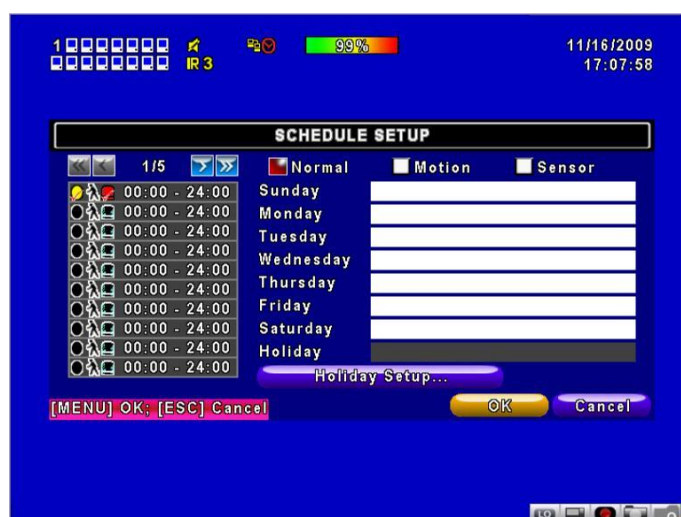 1 99% 11/16/2009
IR 3 17:07:58
SCHEDULE SETUP
1/5 Normal Motion Sensor
00:00 - 24:00 Sunday
00:00 - 24:00 Monday
00:00 - 24:00 Tuesday
00:00 - 24:00 Wednesday
00:00 - 24:00 Thursday
00:00 - 24:00 Friday
00:00 - 24:00 Saturday
00:00 - 24:00 Holiday
00:00 - 24:00
00:00 - 24:00
Holiday Setup...
[MENU] OK; [ESC] Cancel OK Cancel